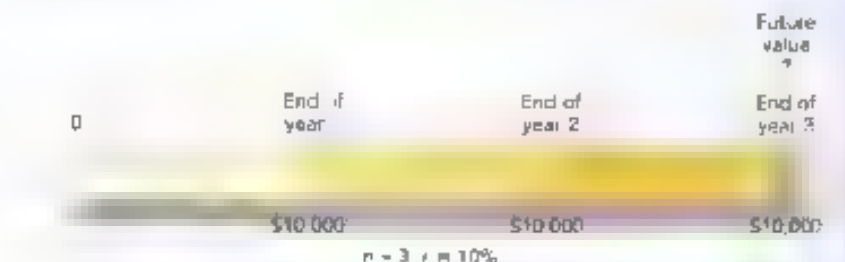 Future
value
?
0
End of
year
End of
year 2
End of
year 3
$10,000
$10,000
$10,000
n = 3, i = 10%